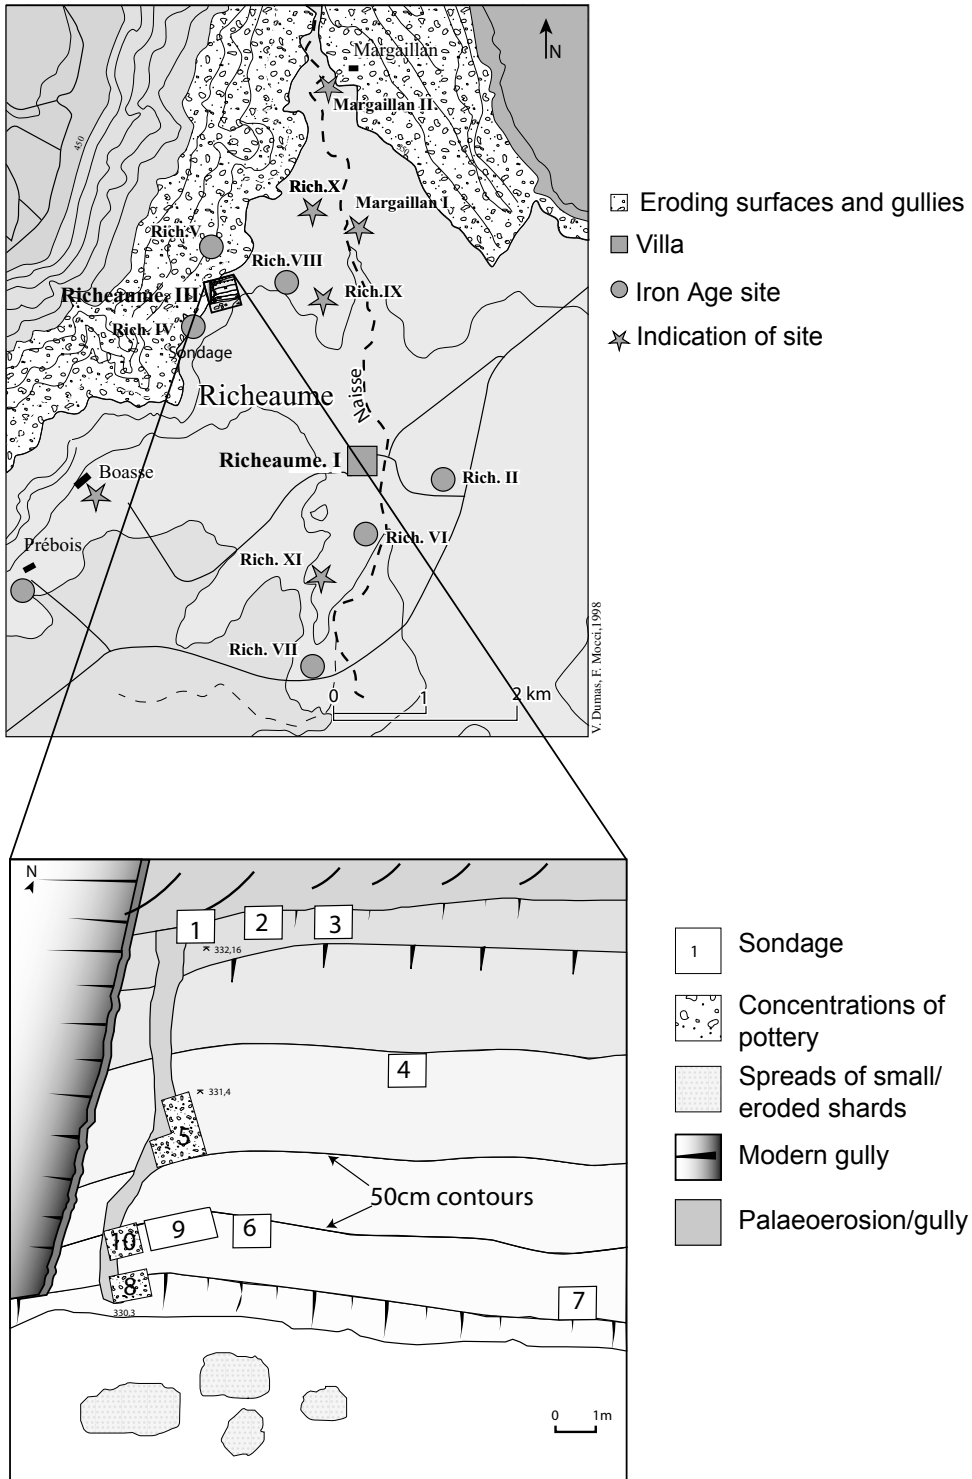 N
Margaillan
Margaillan II
450
450
Rich.X
Margaillan I
Rich.V
Rich.VIII
Richeaume. III
Rich.IX
Rich. IV
Sondage
Richeaume
Naisse
Richeaume. I
Rich. II
Boasse
Rich. VI
Prébois
Rich. XI
Rich. VII
0 1 2 km
V. Dumas, F. Mocci,1998
Eroding surfaces and gullies
Villa
Iron Age site
Indication of site
N
1
2
3
332,16
4
331,4
5
50cm contours
9
6
10
8
7
330,3
0 1m
1
Sondage
Concentrations of
pottery
Spreads of small/
eroded shards
Modern gully
Palaeoerosion/gully